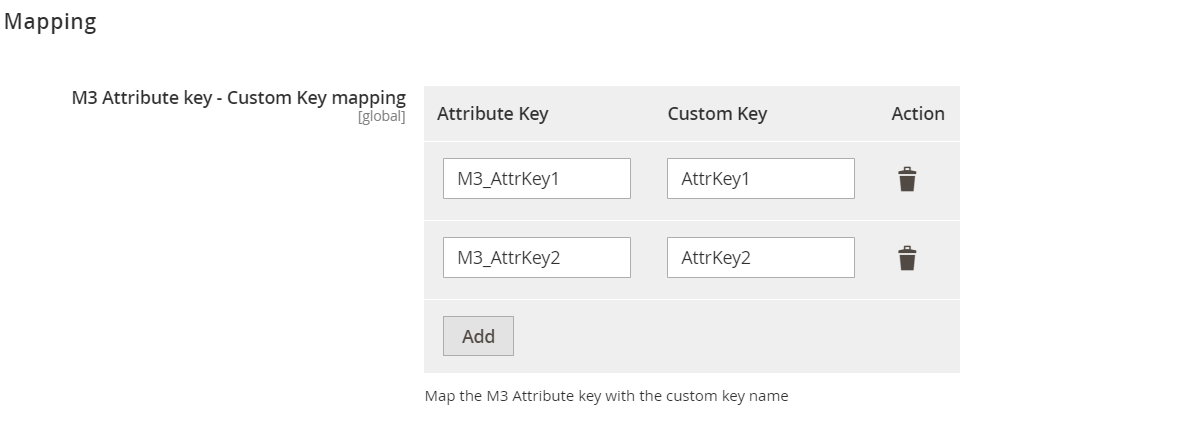 Mapping
M3 Attribute key - Custom Key mapping
[global]
Attribute Key Custom Key Action
M3_AttrKey1 AttrKey1
M3_AttrKey2 AttrKey2
Add
Map the M3 Attribute key with the custom key name